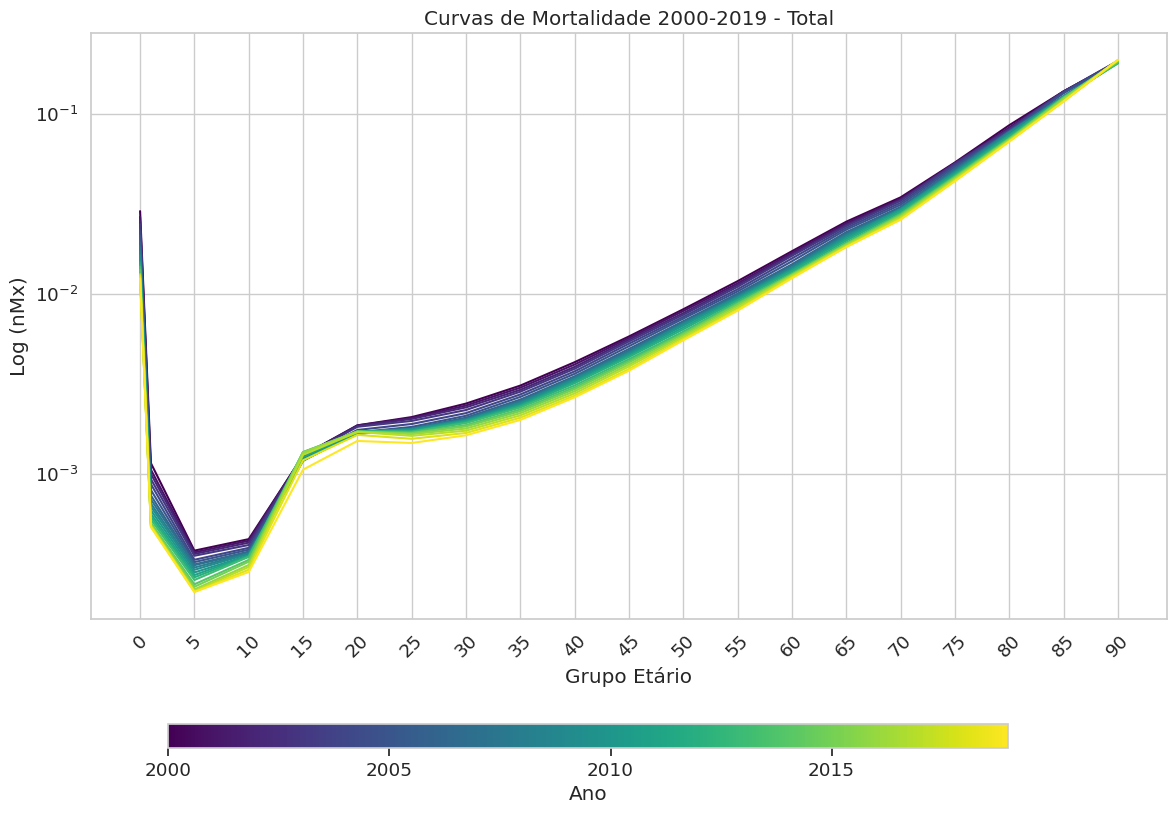 Curvas de Mortalidade 2000-2019 - Total
Log (nMx)
10⁻¹
10⁻²
10⁻³
0 5 10 15 20 25 30 35 40 45 50 55 60 65 70 75 80 85 90
Grupo Etário
2000 2005 2010 2015
Ano